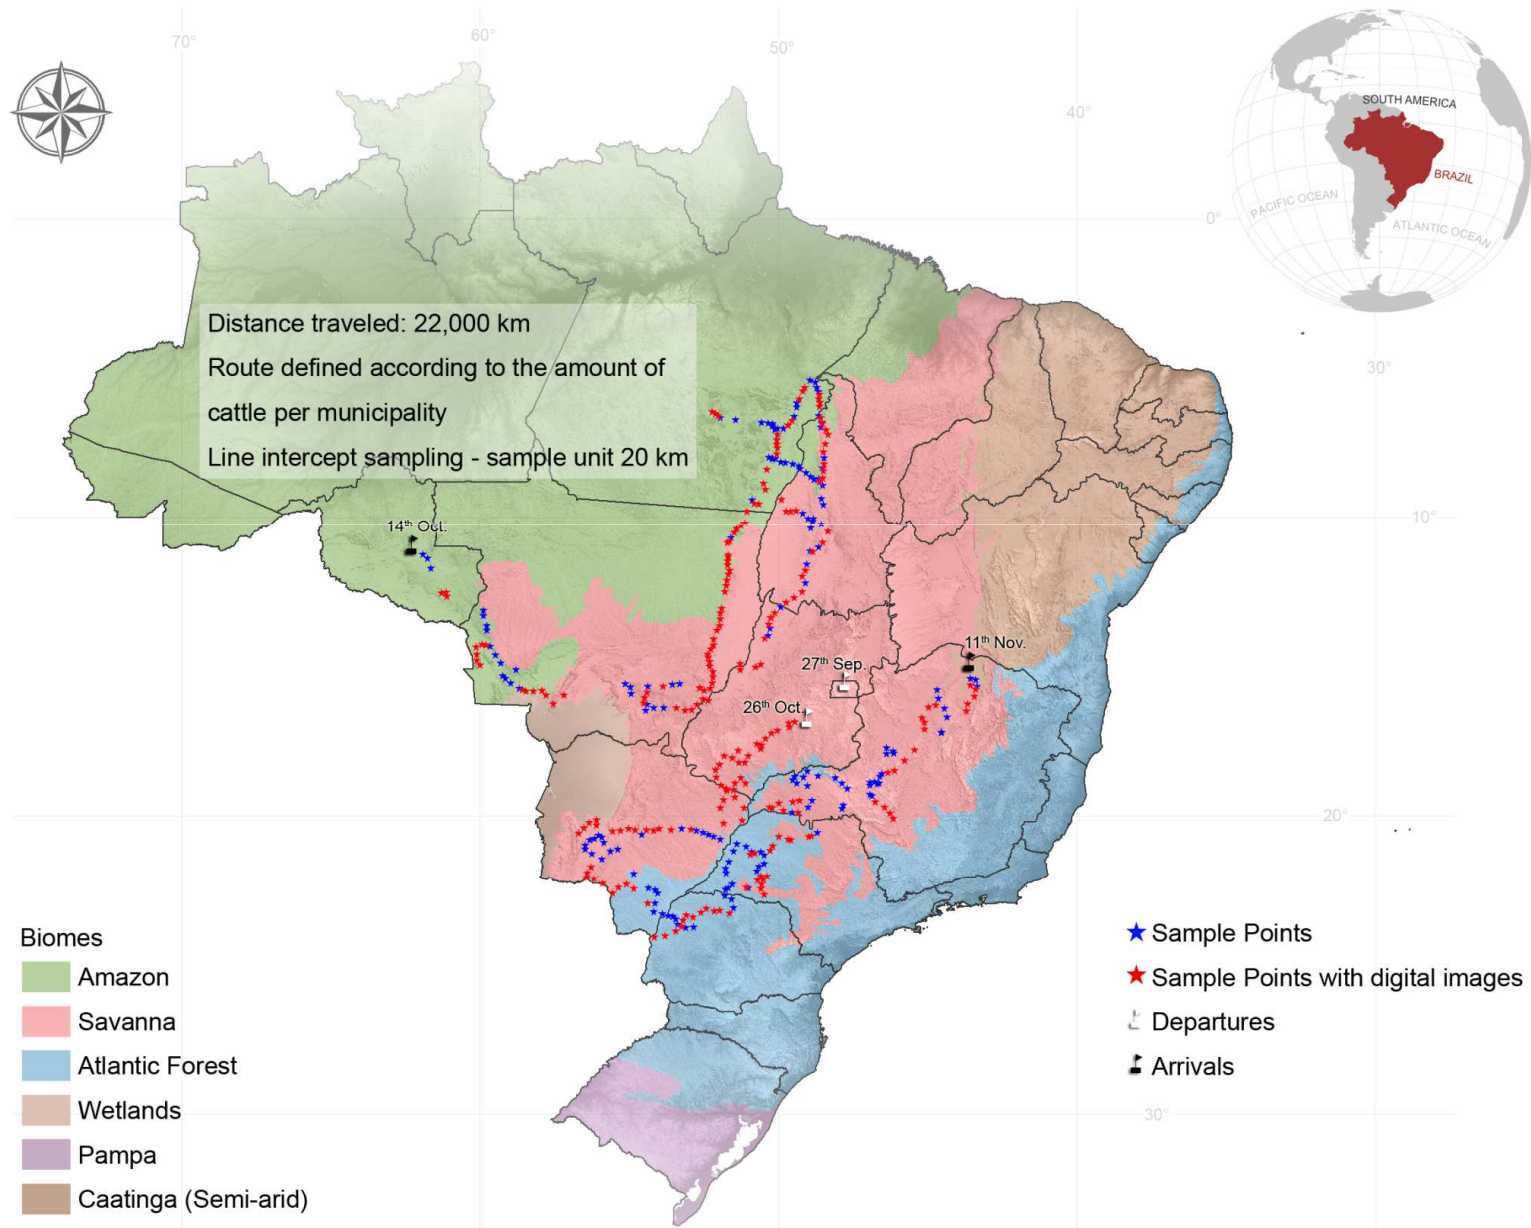 70°
60°
50°
40°
SOUTH AMERICA
BRAZIL
PACIFIC OCEAN
ATLANTIC OCEAN
0°
Distance traveled: 22,000 km
Route defined according to the amount of
cattle per municipality
Line intercept sampling - sample unit 20 km
30°
10°
14th Oct.
11th Nov.
27th Sep.
26th Oct.
20°
30°
Biomes
Amazon
Savanna
Atlantic Forest
Wetlands
Pampa
Caatinga (Semi-arid)
Sample Points
Sample Points with digital images
Departures
Arrivals